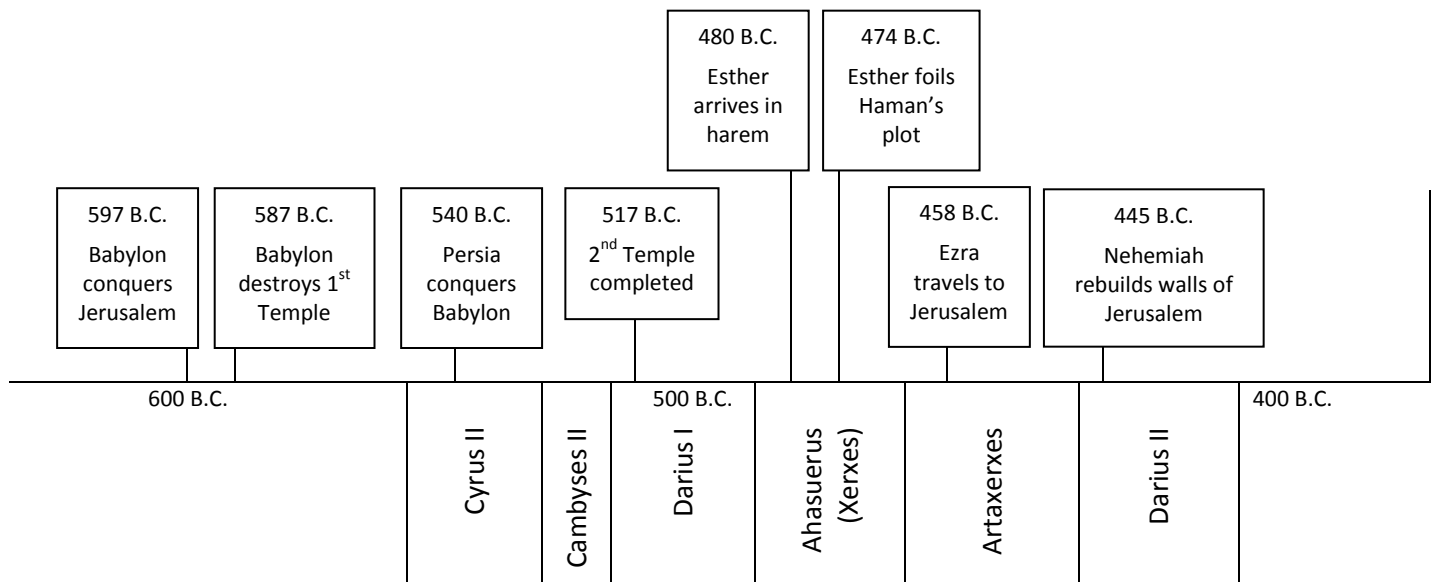 480 B.C.
Esther
arrives in
harem
474 B.C.
Esther foils
Haman’s
plot
597 B.C.
Babylon
conquers
Jerusalem
587 B.C.
Babylon
destroys 1st
Temple
540 B.C.
Persia
conquers
Babylon
517 B.C.
2nd Temple
completed
458 B.C.
Ezra
travels to
Jerusalem
445 B.C.
Nehemiah
rebuilds walls of
Jerusalem
600 B.C.
500 B.C.
400 B.C.
Cyrus II
Cambyses II
Darius I
Ahasuerus
(Xerxes)
Artaxerxes
Darius II